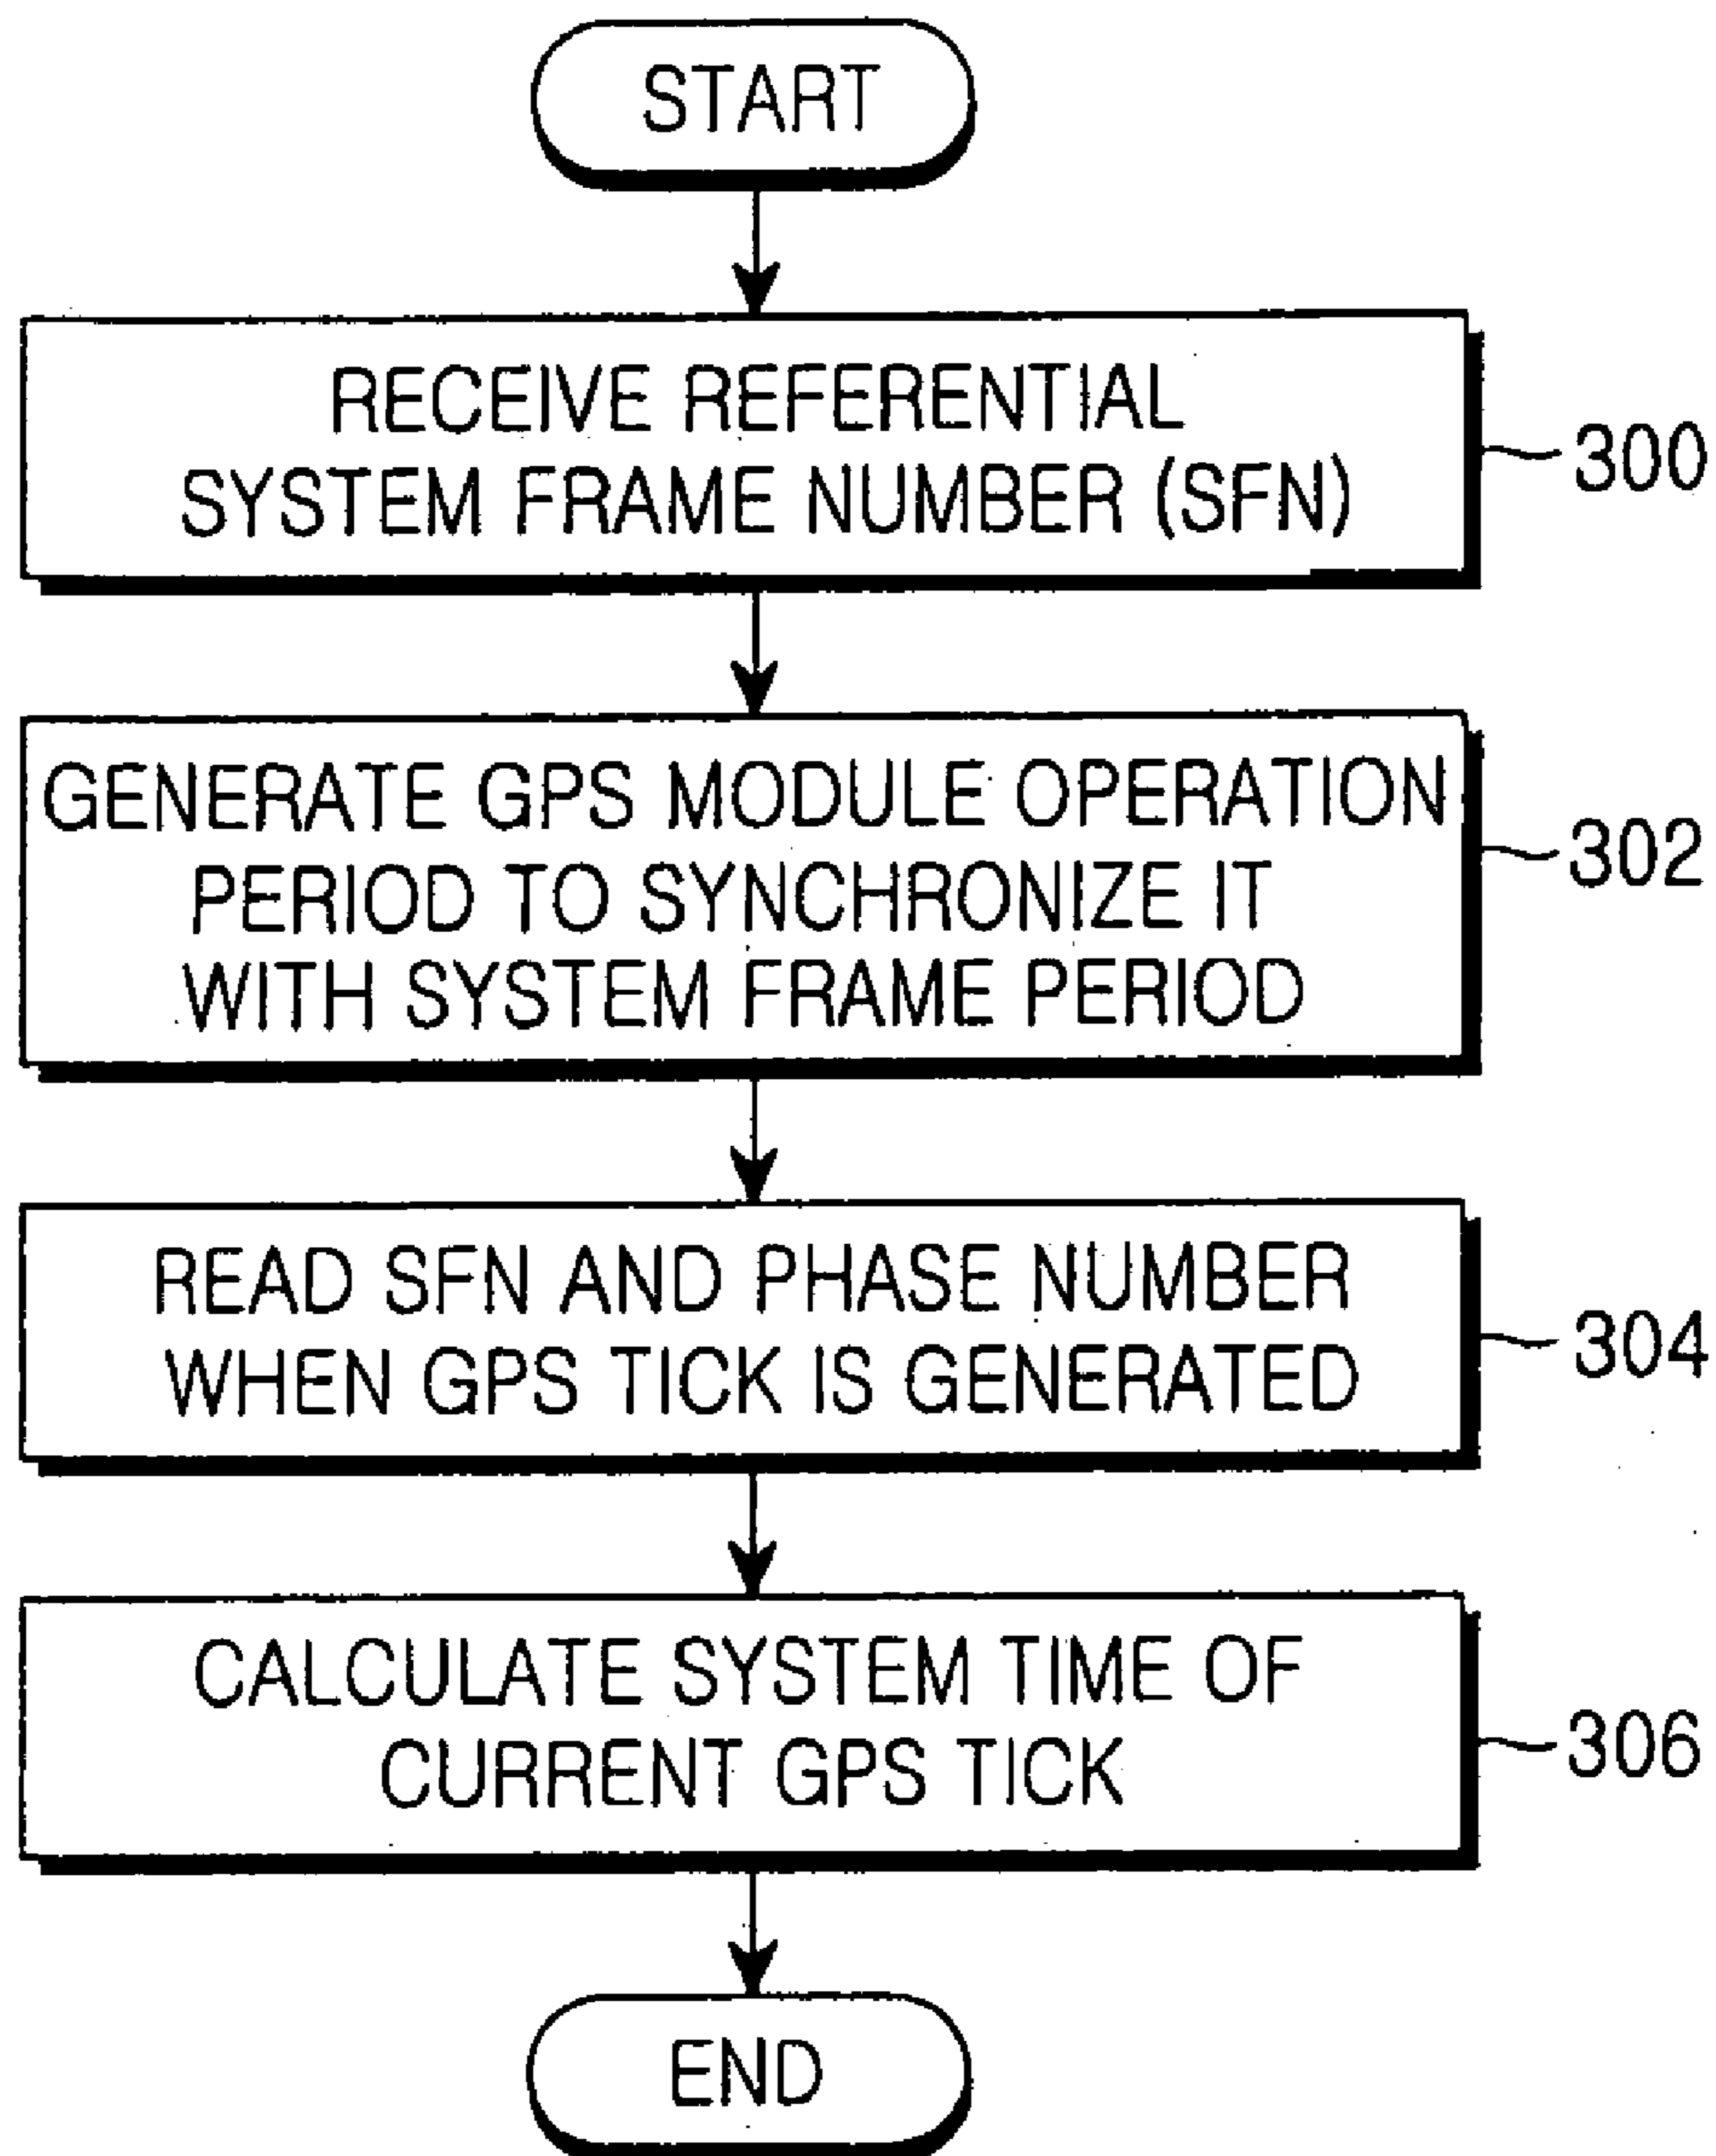 START
RECEIVE REFERENTIAL
SYSTEM FRAME NUMBER (SFN)
300
GENERATE GPS MODULE OPERATION
PERIOD TO SYNCHRONIZE IT
WITH SYSTEM FRAME PERIOD
302
READ SFN AND PHASE NUMBER
WHEN GPS TICK IS GENERATED
304
CALCULATE SYSTEM TIME OF
CURRENT GPS TICK
306
END